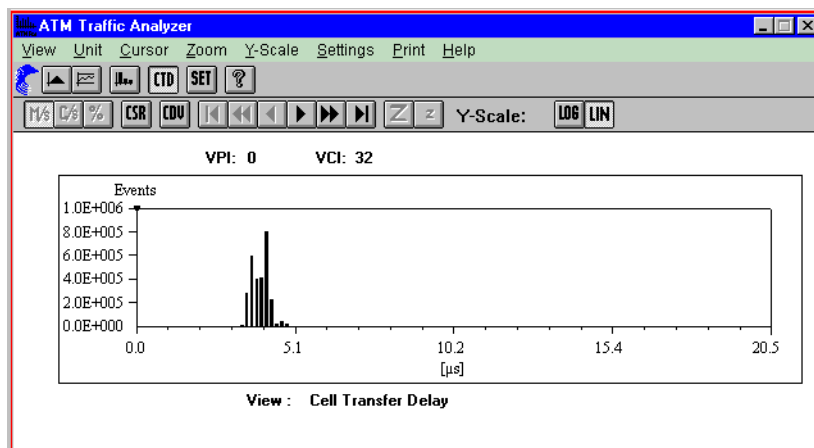 ATM Traffic Analyzer
View Unit Cursor Zoom Y-Scale Settings Print Help
CTD SET ?
M/s C/s % CSR CDV Z z Y-Scale: LOG LIN
VPI: 0 VCI: 32
Events
1.0E+006
8.0E+005
6.0E+005
4.0E+005
2.0E+005
0.0E+000
0.0 5.1 10.2 15.4 20.5
[µs]
View : Cell Transfer Delay